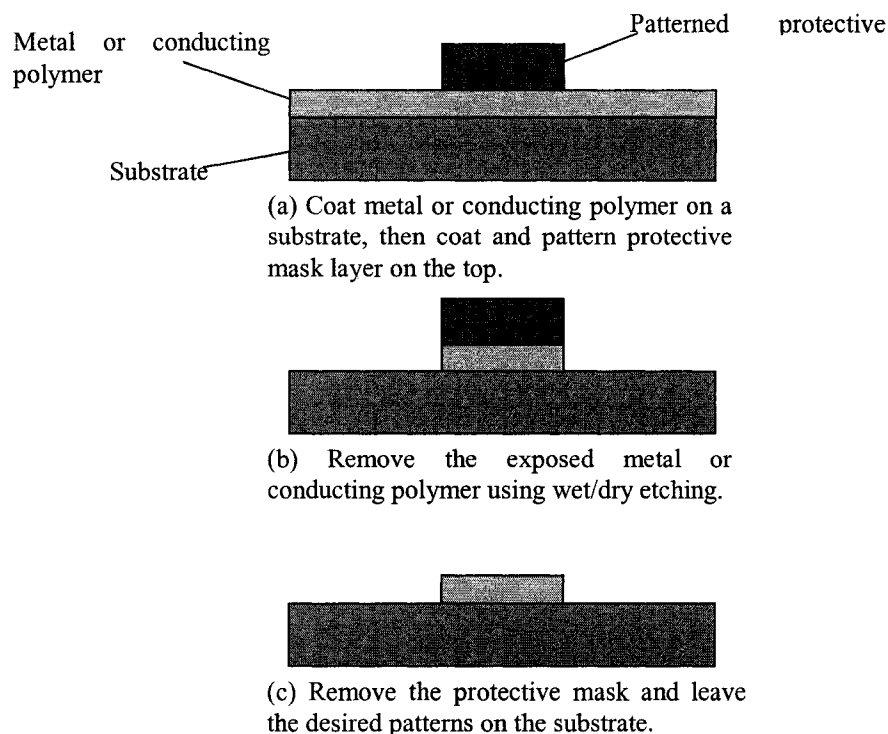 Metal or conducting
polymer
Patterned protective
Substrate
(a) Coat metal or conducting polymer on a
substrate, then coat and pattern protective
mask layer on the top.
(b) Remove the exposed metal or
conducting polymer using wet/dry etching.
(c) Remove the protective mask and leave
the desired patterns on the substrate.